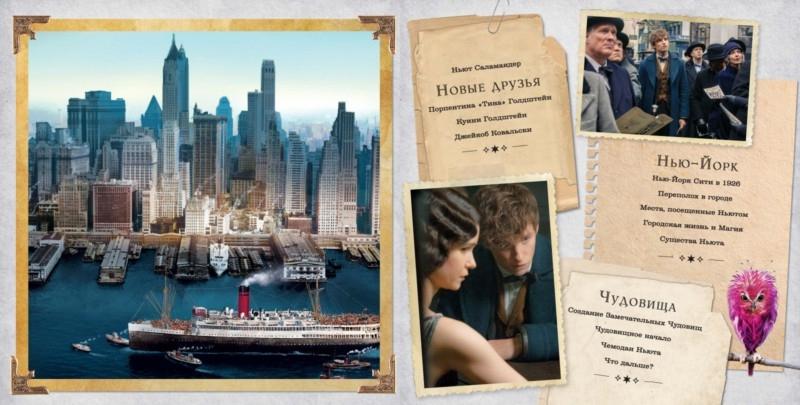 Ньют Саламандер
Новые друзья
Порпентина «Тина» Голдштейн
Куини Голдштейн
Джейкоб Ковальски
Нью-Йорк
Нью-Йорк Сити в 1926
Переполох в городе
Места, посещенные Ньютом
Городская жизнь и Магия
Существа Ньюта
Чудовища
Создание Замечательных Чудовищ
Чудовищное начало
Чемодан Ньюта
Что дальше?